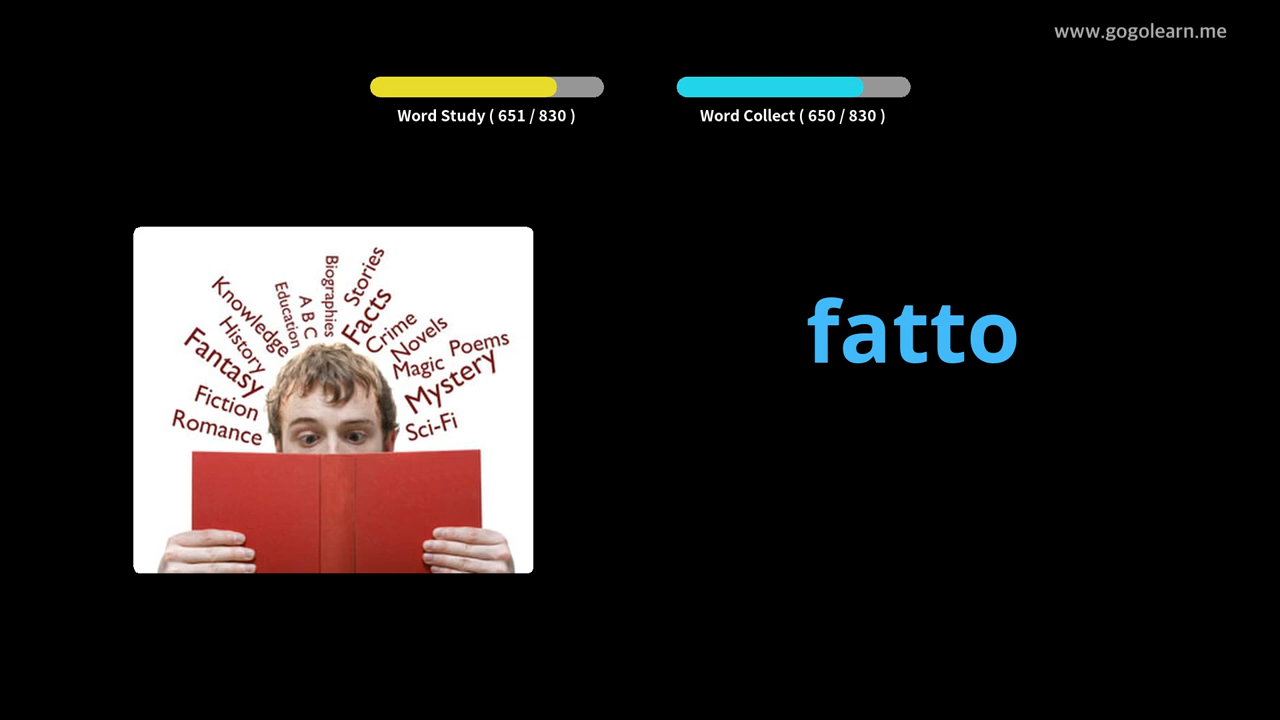 www.gogolearn.me
Word Study ( 651 / 830 )
Word Collect ( 650 / 830 )
Knowledge
History
Fantasy
Fiction
Romance
Education
A B C
Biographies
Stories
Facts
Crime
Novels
Magic
Poems
Mystery
Sci-Fi
fatto